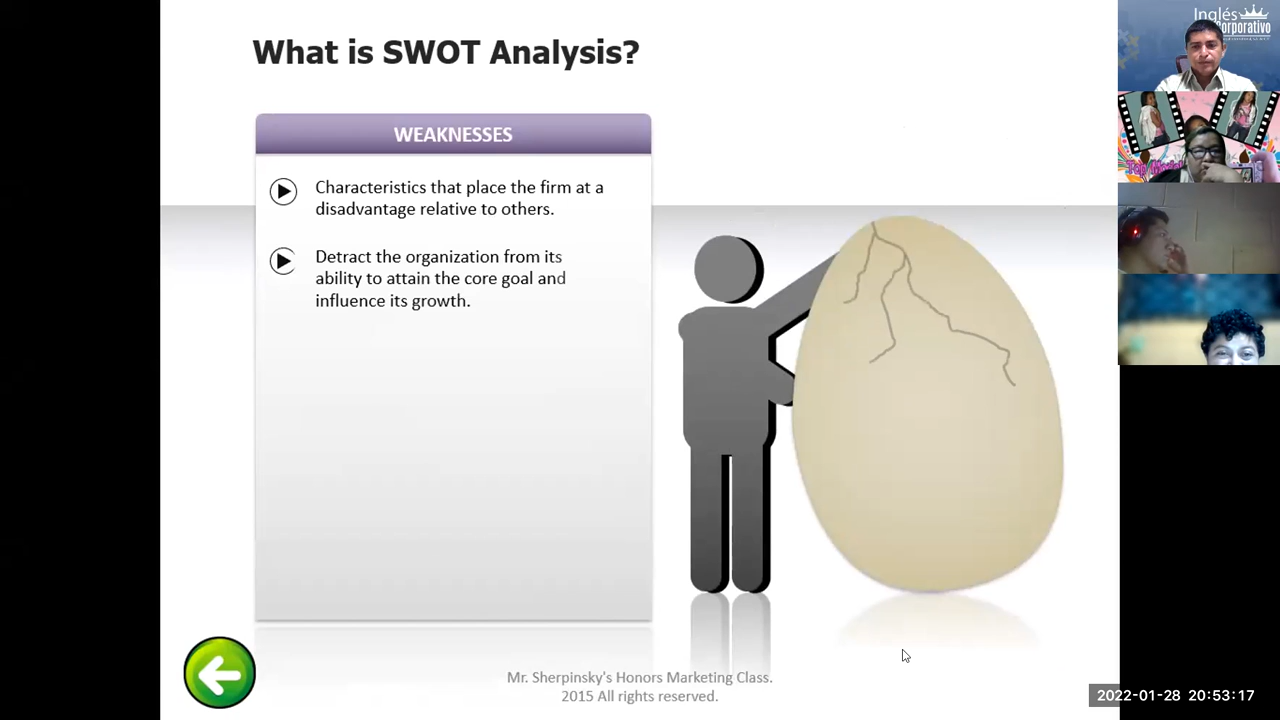 What is SWOT Analysis?
WEAKNESSES
Characteristics that place the firm at a
disadvantage relative to others.
Detract the organization from its
ability to attain the core goal and
influence its growth.
Mr. Sherpinsky's Honors Marketing Class.
2015 All rights reserved.
Inglés
Corporativo
2022-01-28 20:53:17